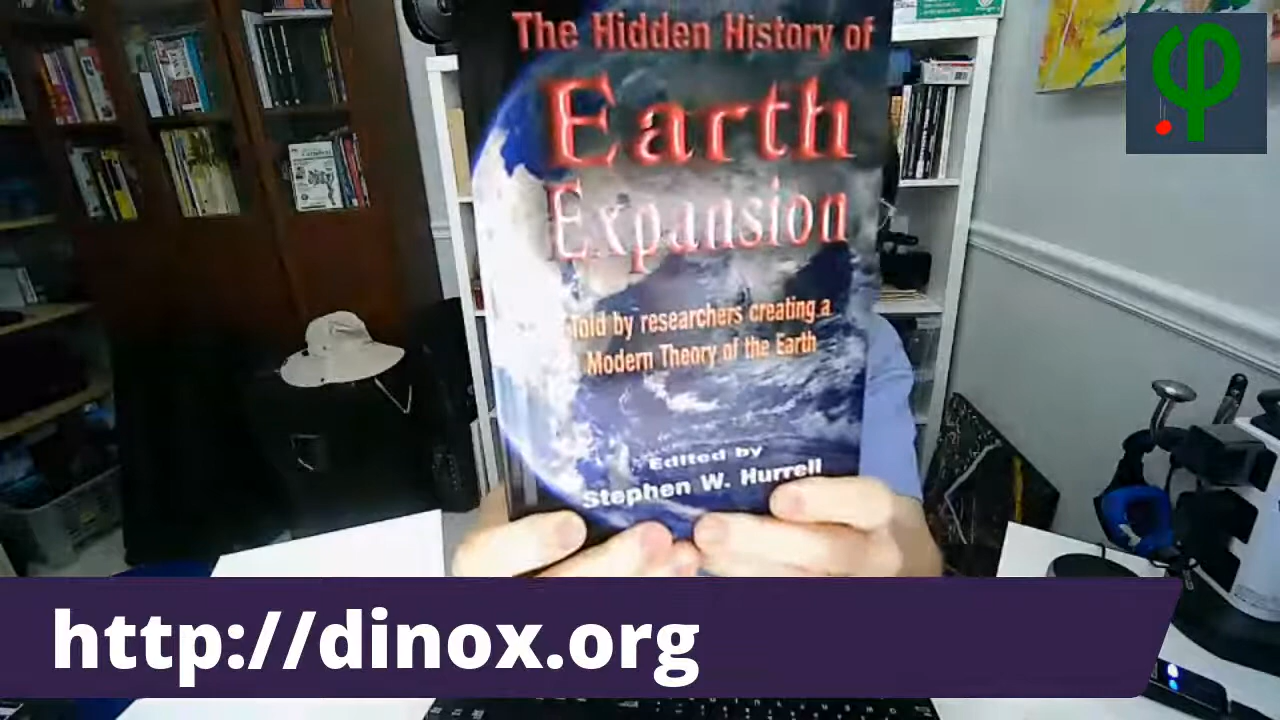 The Hidden History of
Earth
Expansion
Told by researchers creating a
Modern Theory of the Earth
Edited by
Stephen W. Hurrell
http://dinox.org